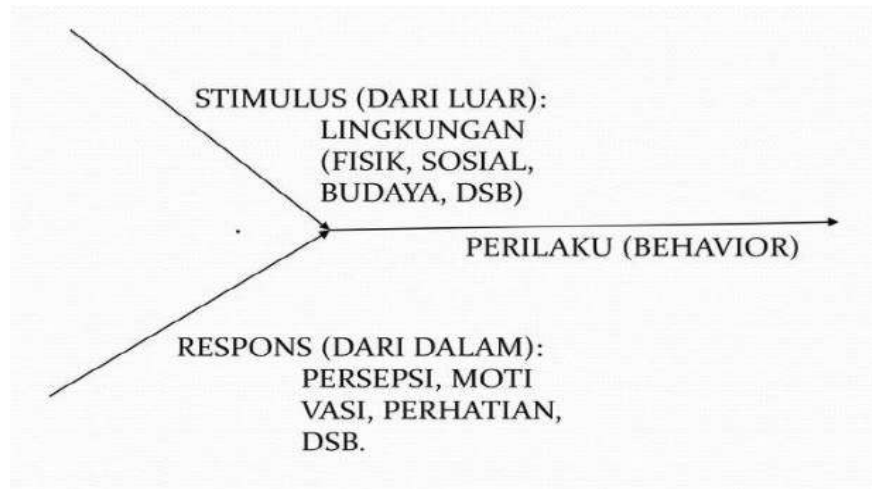 STIMULUS (DARI LUAR):
LINGKUNGAN
(FISIK, SOSIAL,
BUDAYA, DSB)
PERILAKU (BEHAVIOR)
RESPONS (DARI DALAM):
PERSEPSI, MOTI
VASI, PERHATIAN,
DSB.